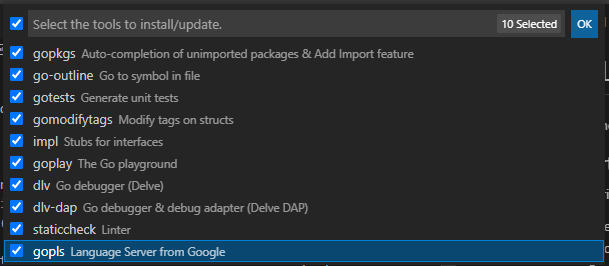 Select the tools to install/update. 10 Selected OK
gopkgs Auto-completion of unimported packages & Add Import feature
go-outline Go to symbol in file
gotests Generate unit tests
gomodifytags Modify tags on structs
impl Stubs for interfaces
goplay The Go playground
dlv Go debugger (Delve)
dlv-dap Go debugger & debug adapter (Delve DAP)
staticcheck Linter
gopls Language Server from Google